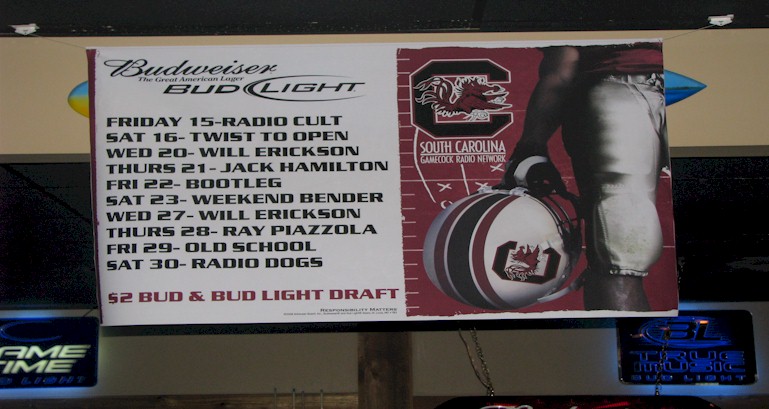 Budweiser
The Great American Lager
BUD LIGHT
FRIDAY 15-RADIO CULT
SAT 16- TWIST TO OPEN
WED 20- WILL ERICKSON
THURS 21- JACK HAMILTON
FRI 22- BOOTLEG
SAT 23- WEEKEND BENDER
WED 27- WILL ERICKSON
THURS 28- RAY PIAZZOLA
FRI 29- OLD SCHOOL
SAT 30- RADIO DOGS
$2 BUD & BUD LIGHT DRAFT
Responsibility Matters
SOUTH CAROLINA
GAMECOCK RADIO NETWORK
GAME
TIME
BUD LIGHT
BL
TRUE
MUSIC
BUD LIGHT